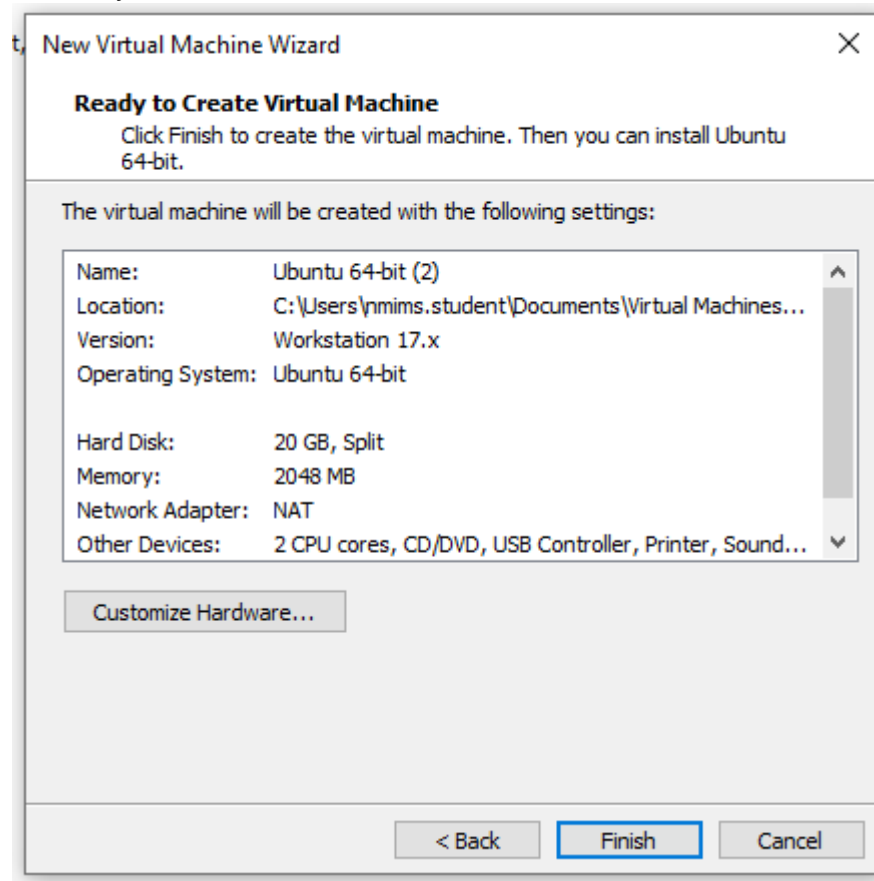 t,
New Virtual Machine Wizard
Ready to Create Virtual Machine
Click Finish to create the virtual machine. Then you can install Ubuntu
64-bit.
The virtual machine will be created with the following settings:
Name: Ubuntu 64-bit (2)
Location: C:\Users\nmims.student\Documents\Virtual Machines...
Version: Workstation 17.x
Operating System: Ubuntu 64-bit
Hard Disk: 20 GB, Split
Memory: 2048 MB
Network Adapter: NAT
Other Devices: 2 CPU cores, CD/DVD, USB Controller, Printer, Sound...
Customize Hardware...
< Back Finish Cancel